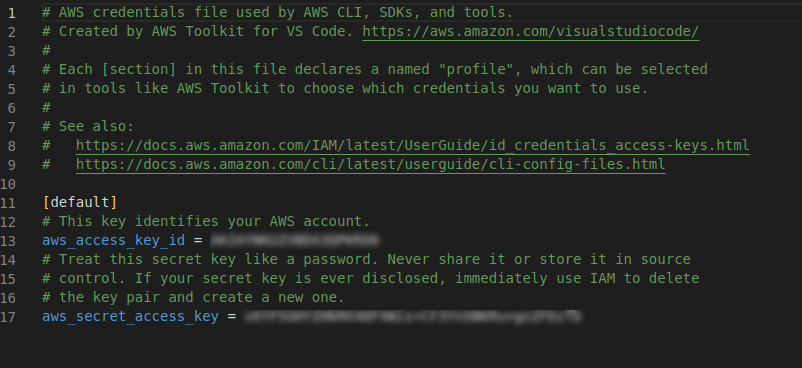 1 # AWS credentials file used by AWS CLI, SDKs, and tools.
2 # Created by AWS Toolkit for VS Code. https://aws.amazon.com/visualstudiocode/
3 #
4 # Each [section] in this file declares a named "profile", which can be selected
5 # in tools like AWS Toolkit to choose which credentials you want to use.
6 #
7 # See also:
8 #   https://docs.aws.amazon.com/IAM/latest/UserGuide/id_credentials_access-keys.html
9 #   https://docs.aws.amazon.com/cli/latest/userguide/cli-config-files.html
10
11 [default]
12 # This key identifies your AWS account.
13 aws_access_key_id =
14 # Treat this secret key like a password. Never share it or store it in source
15 # control. If your secret key is ever disclosed, immediately use IAM to delete
16 # the key pair and create a new one.
17 aws_secret_access_key =